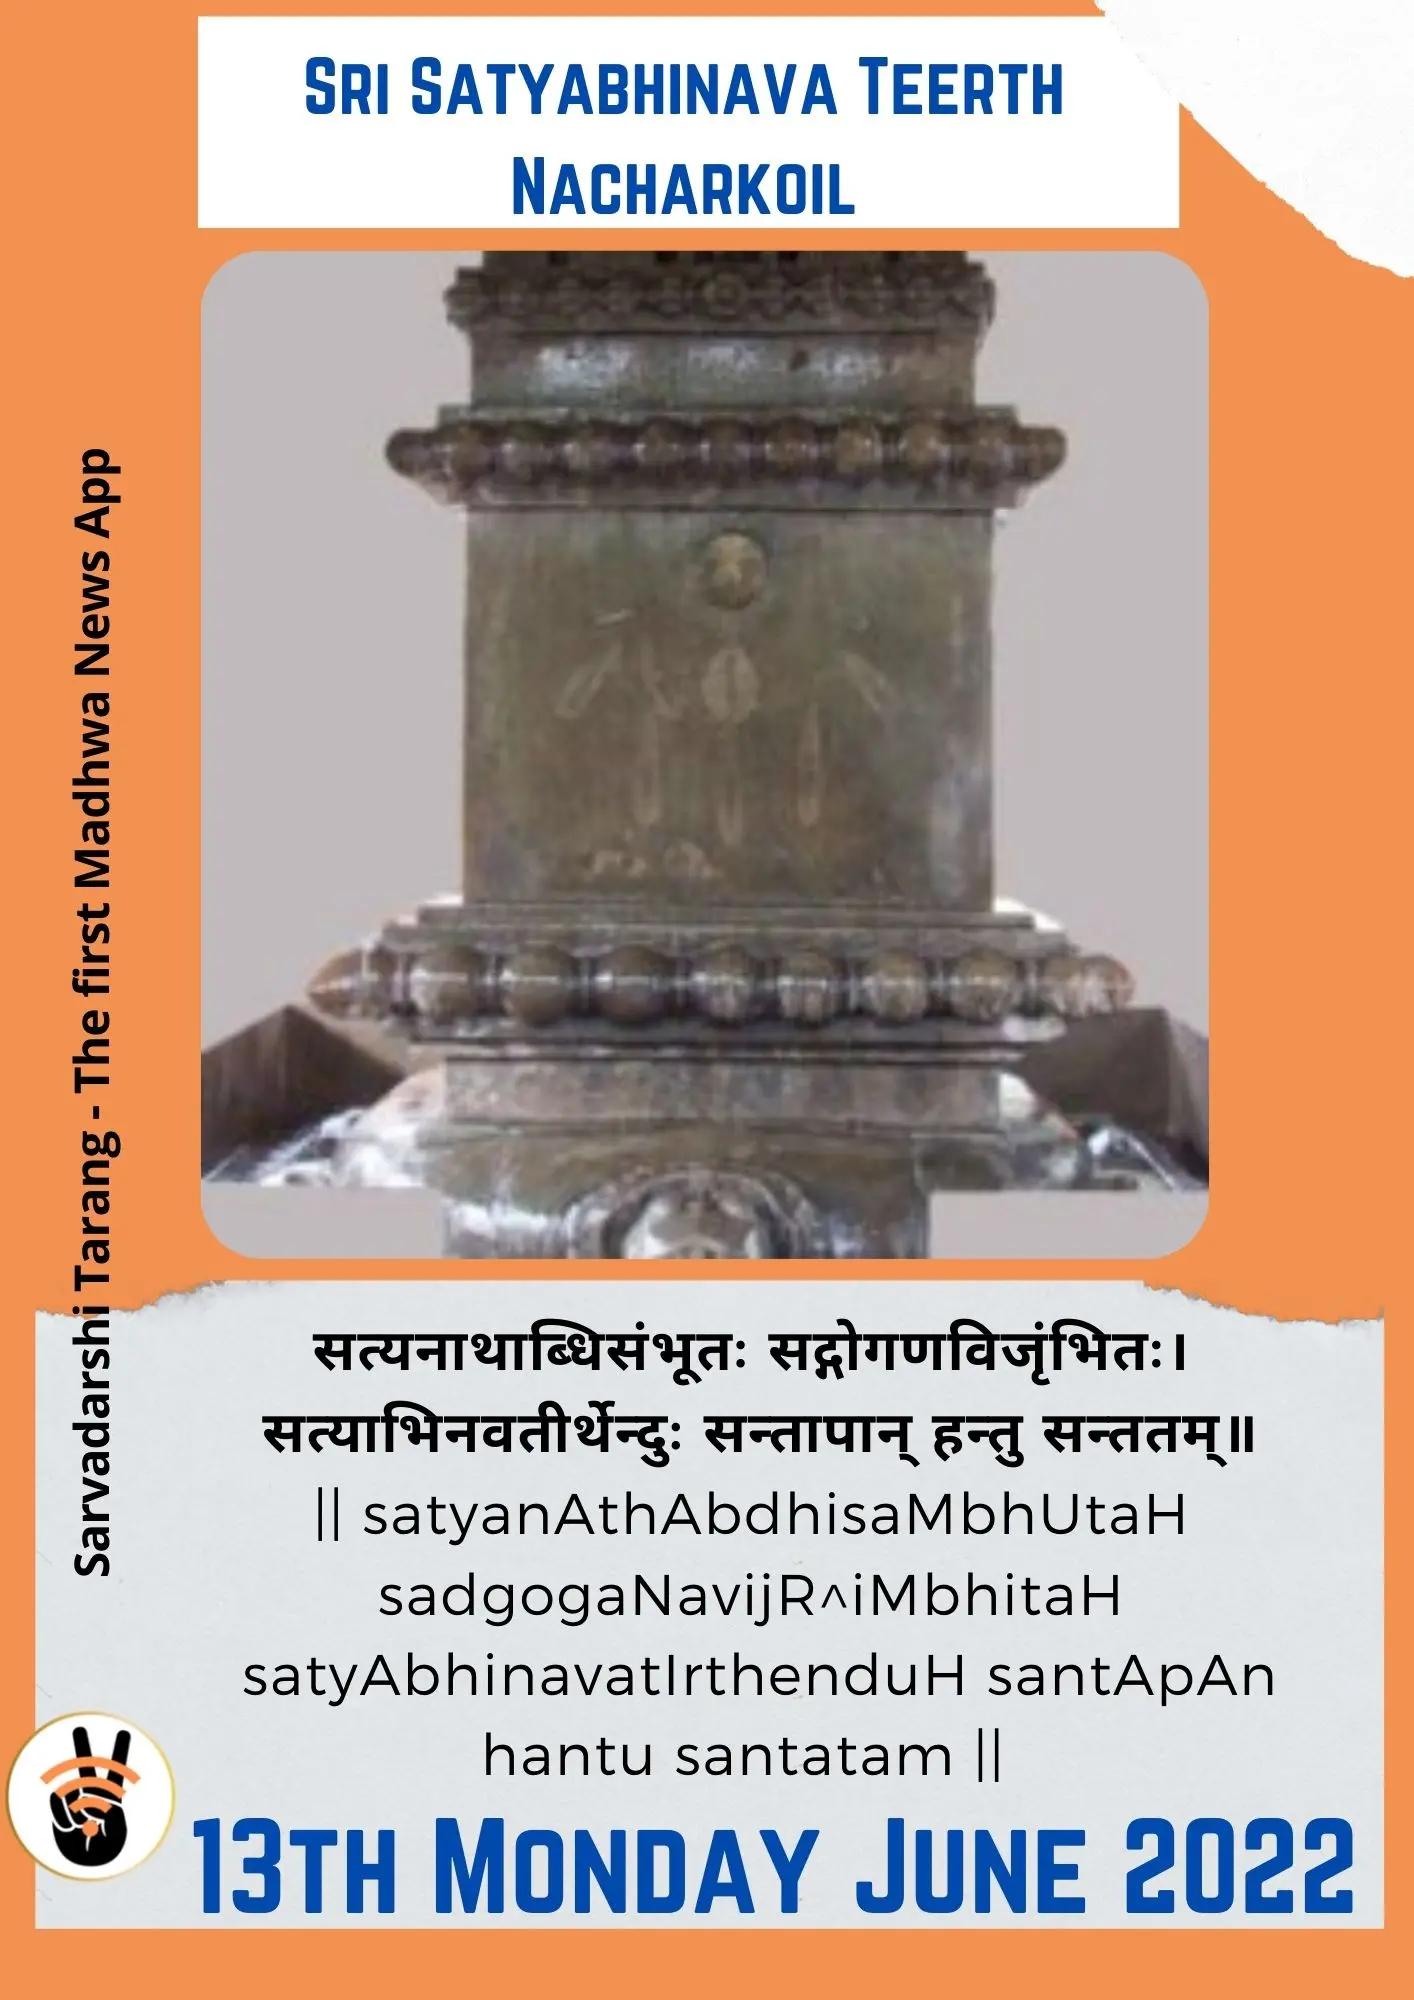 Sri Satyabhinava Teerth
Nacharkoil
Sarvadarshi Tarang - The first Madhwa News App
सत्यनाथाब्धिसंभूतः सद्गोगणविजृंभितः।
सत्याभिनवतीर्थेन्दुः सन्तापान् हन्तु सन्ततम्॥
|| satyanAthAbdhisaMbhUtaH
sadgogaNavijR^iMbhitaH
satyAbhinavatIrthenduH santApAn
hantu santatam ||
13th Monday June 2022